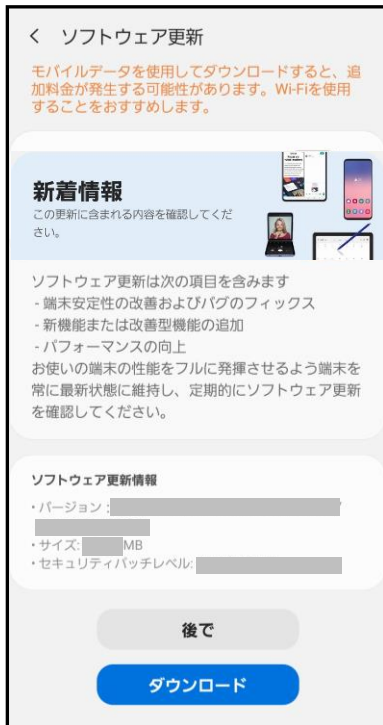 く ソフトウェア更新
モバイルデータを使用してダウンロードすると、追
加料金が発生する可能性があります。Wi-Fiを使用
することをおすすめします。
新着情報
この更新に含まれる内容を確認してくだ
さい。
ソフトウェア更新は次の項目を含みます
- 端末安定性の改善およびバグのフィックス
- 新機能または改善型機能の追加
- パフォーマンスの向上
お使いの端末の性能をフルに発揮させるよう端末を
常に最新状態に維持し、定期的にソフトウェア更新
を確認してください。
ソフトウェア更新情報
・バージョン :
・サイズ: MB
・セキュリティパッチレベル:
後で
ダウンロード